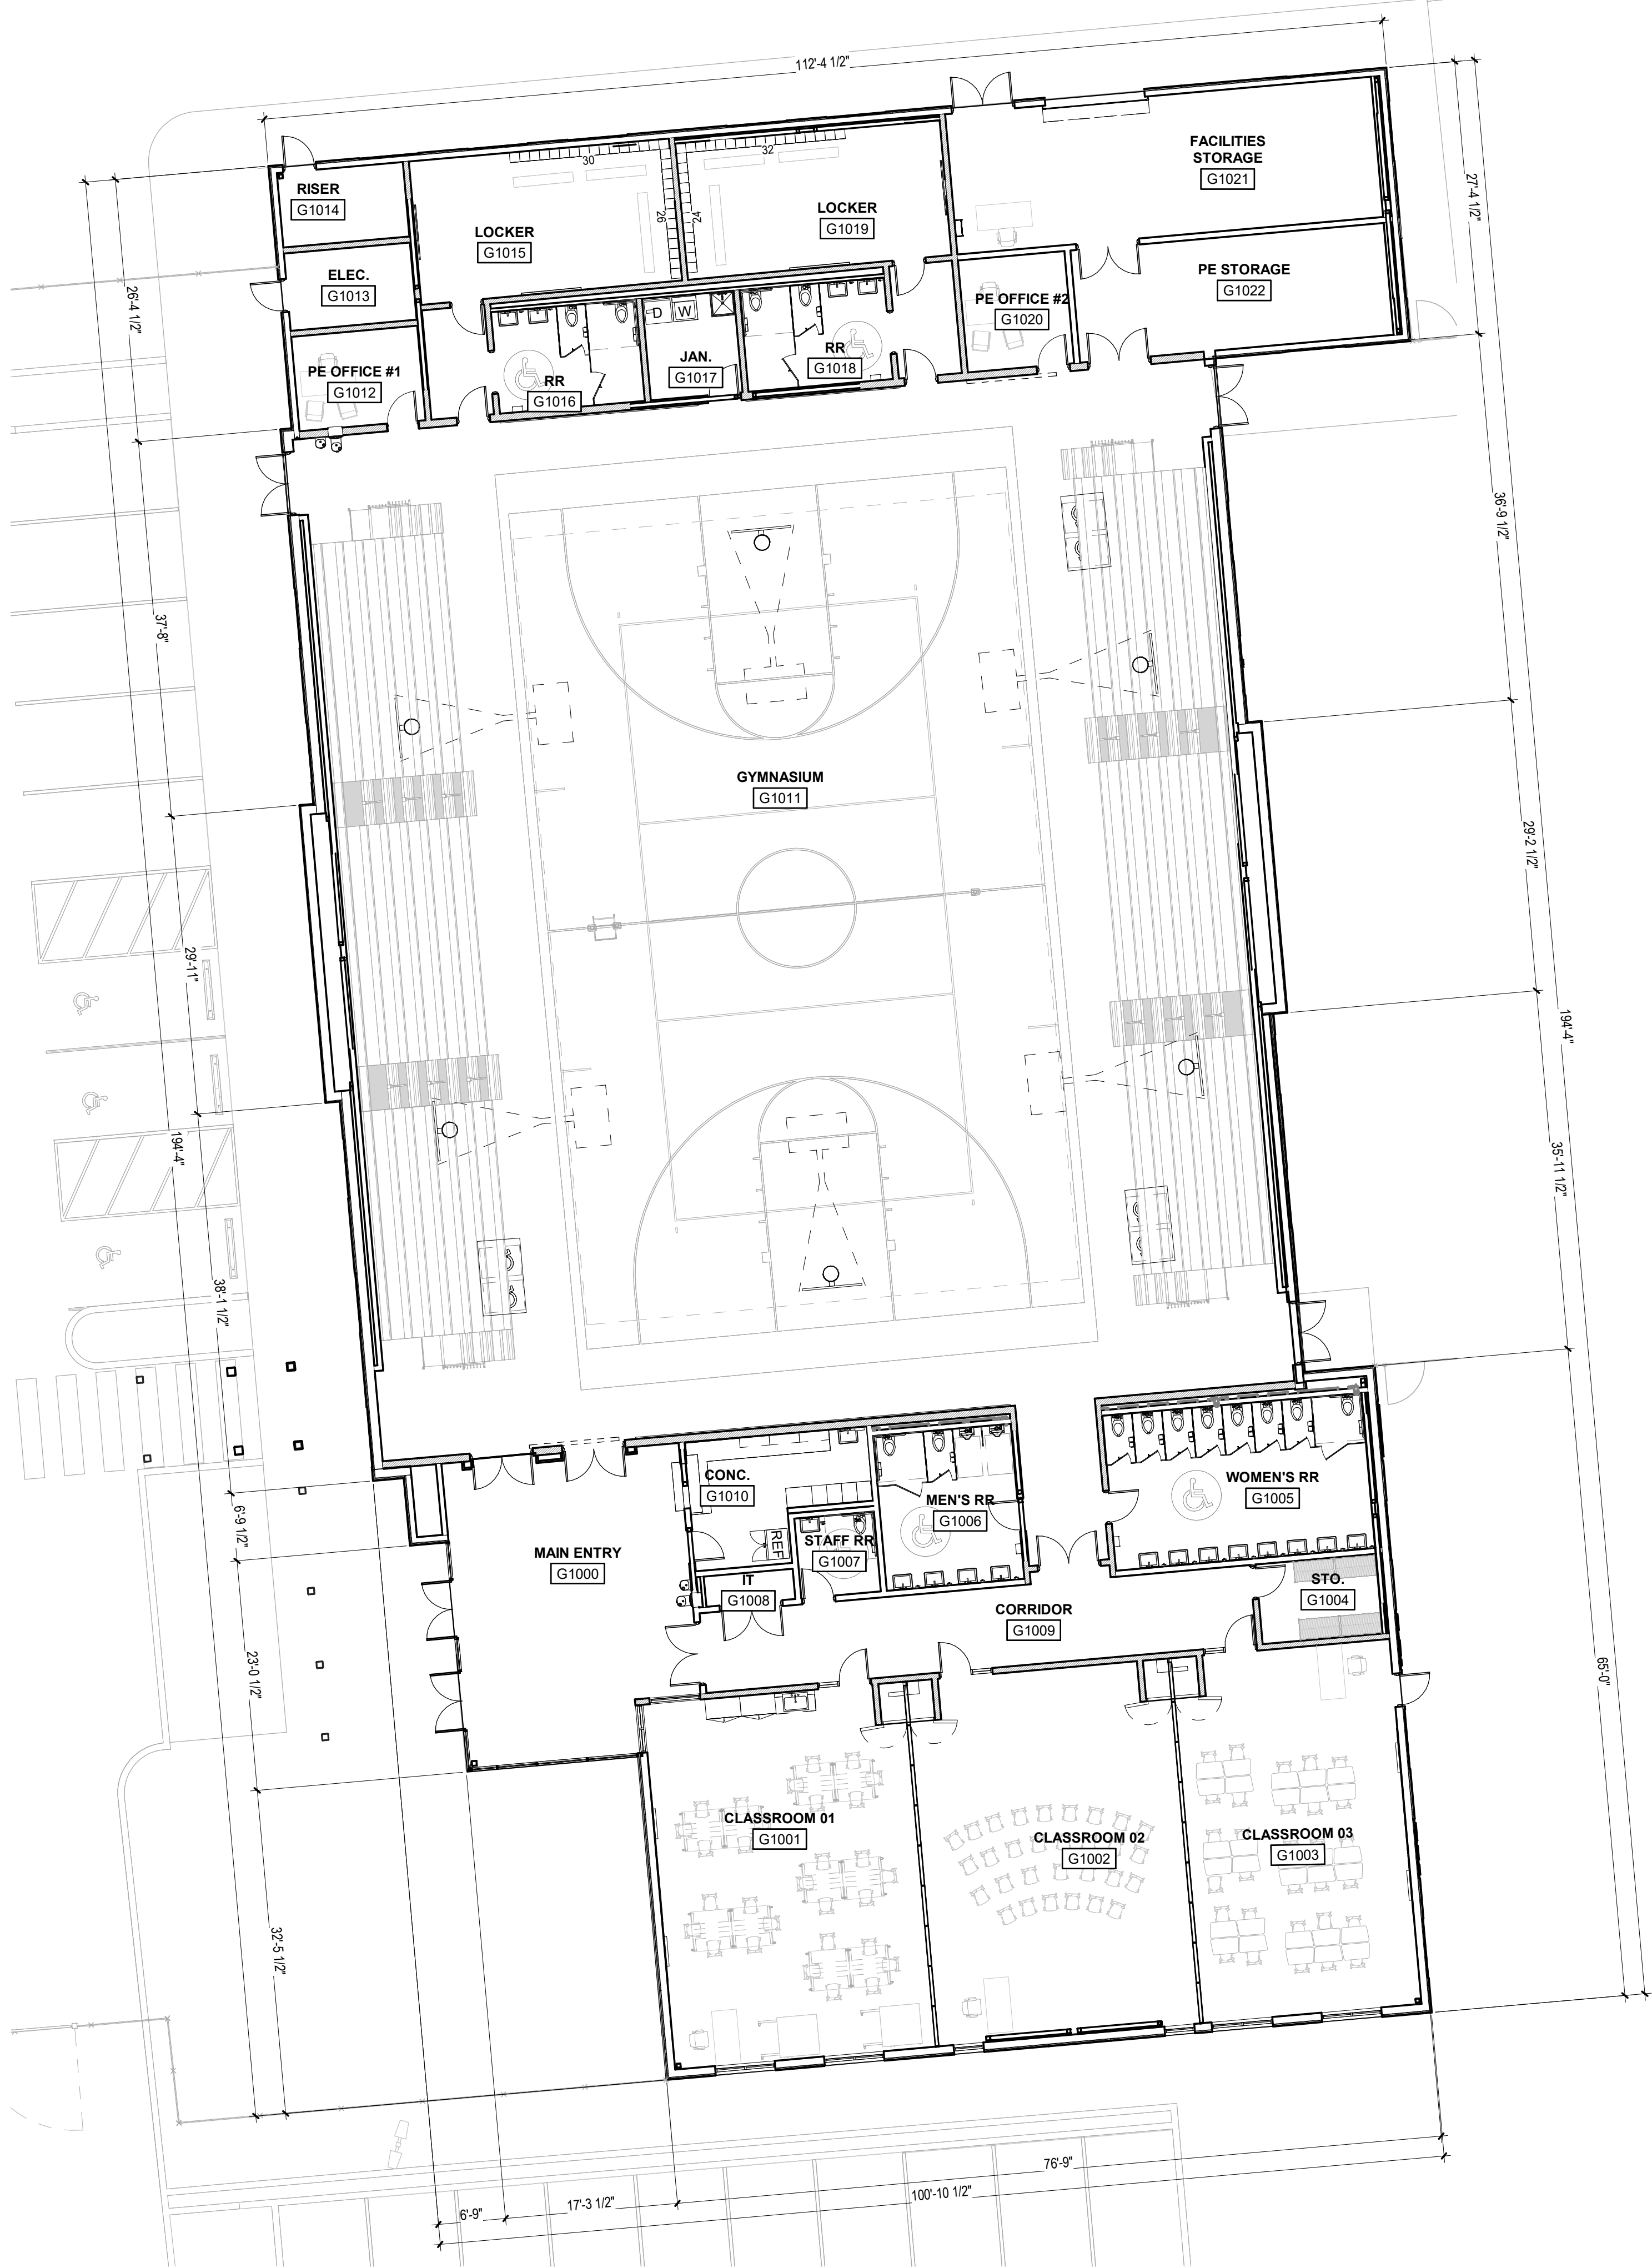 112'-4 1/2"
FACILITIES
STORAGE
G1021
27'-4 1/2"
30
32
RISER
G1014
LOCKER
G1015
26
24
LOCKER
G1019
ELEC.
G1013
PE STORAGE
G1022
26'-4 1/2"
PE OFFICE #2
G1020
D
W
JAN.
G1017
RR
G1018
PE OFFICE #1
G1012
RR
G1016
36'-9 1/2"
37'-8"
GYMNASIUM
G1011
29'-2 1/2"
29'-11"
194'-4"
194'-4"
35'-11 1/2"
38'-1 1/2"
CONC.
G1010
WOMEN'S RR
G1005
MEN'S RR
G1006
6'-9 1/2"
REF
STAFF RR
G1007
MAIN ENTRY
G1000
IT
G1008
STO.
G1004
CORRIDOR
G1009
23'-0 1/2"
65'-0"
CLASSROOM 01
G1001
CLASSROOM 02
G1002
CLASSROOM 03
G1003
32'-5 1/2"
76'-9"
100'-10 1/2"
17'-3 1/2"
6'-9"